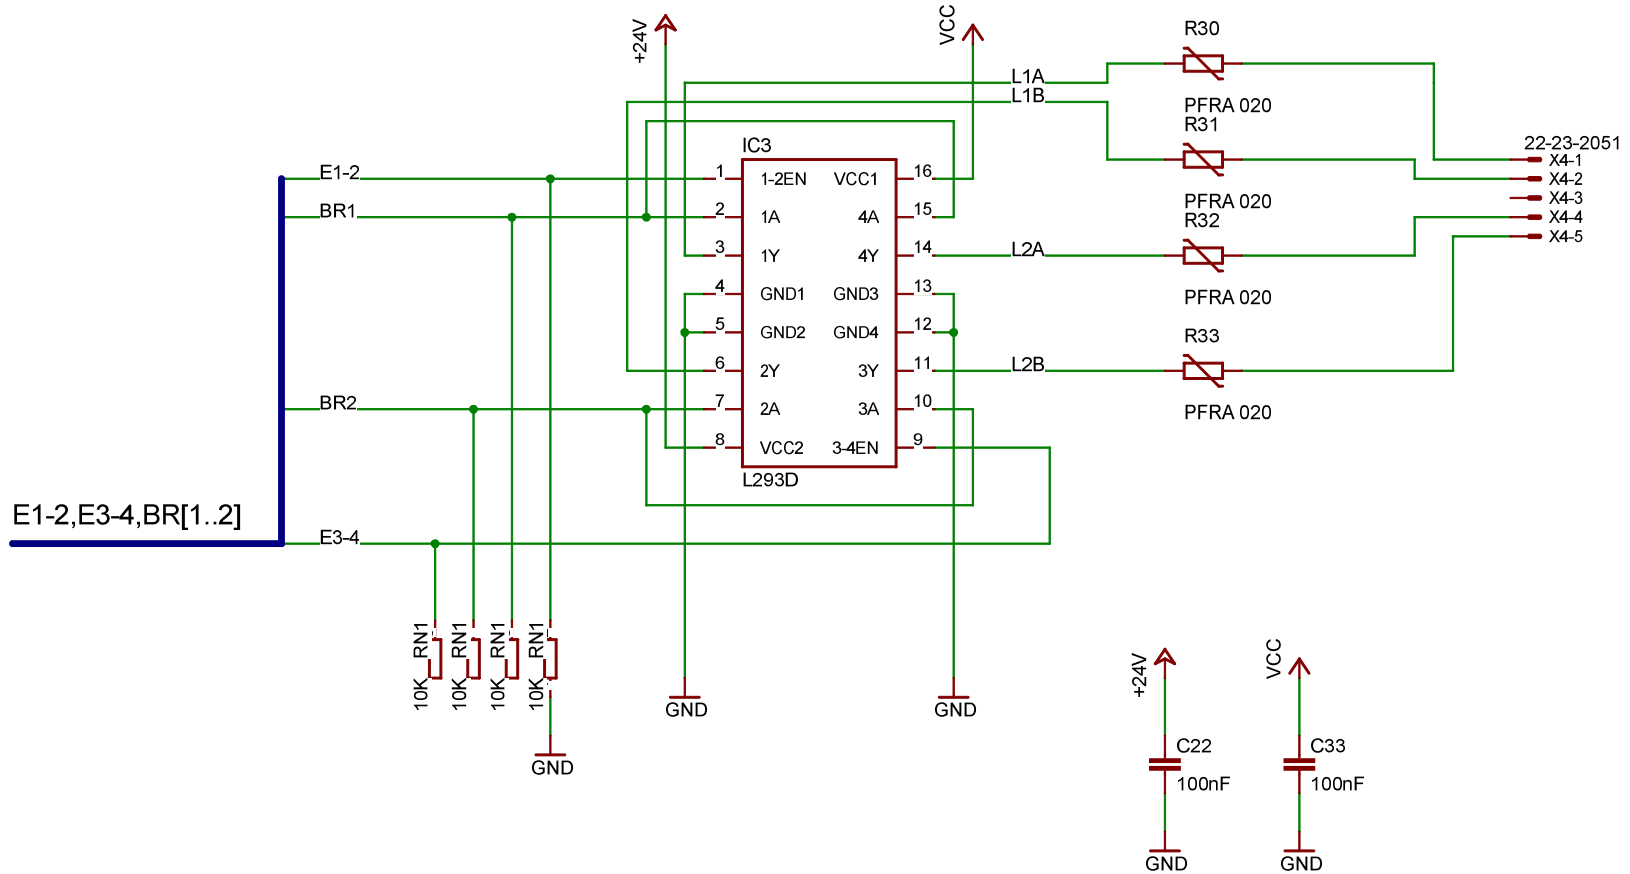 +24V
VCC
R30
L1A
L1B
PFRA 020
R31
22-23-2051
X4-1
X4-2
X4-3
X4-4
X4-5
PFRA 020
R32
PFRA 020
R33
PFRA 020
IC3
E1-2
1 1-2EN VCC1 16
BR1
2 1A 4A 15
3 1Y 4Y 14
L2A
4 GND1 GND3 13
5 GND2 GND4 12
6 2Y 3Y 11
L2B
BR2
7 2A 3A 10
8 VCC2 3-4EN 9
L293D
E1-2,E3-4,BR[1..2]
E3-4
RN1
10K
RN1
10K
RN1
10K
RN1
10K
GND
GND
GND
+24V
VCC
C22
100nF
C33
100nF
GND
GND